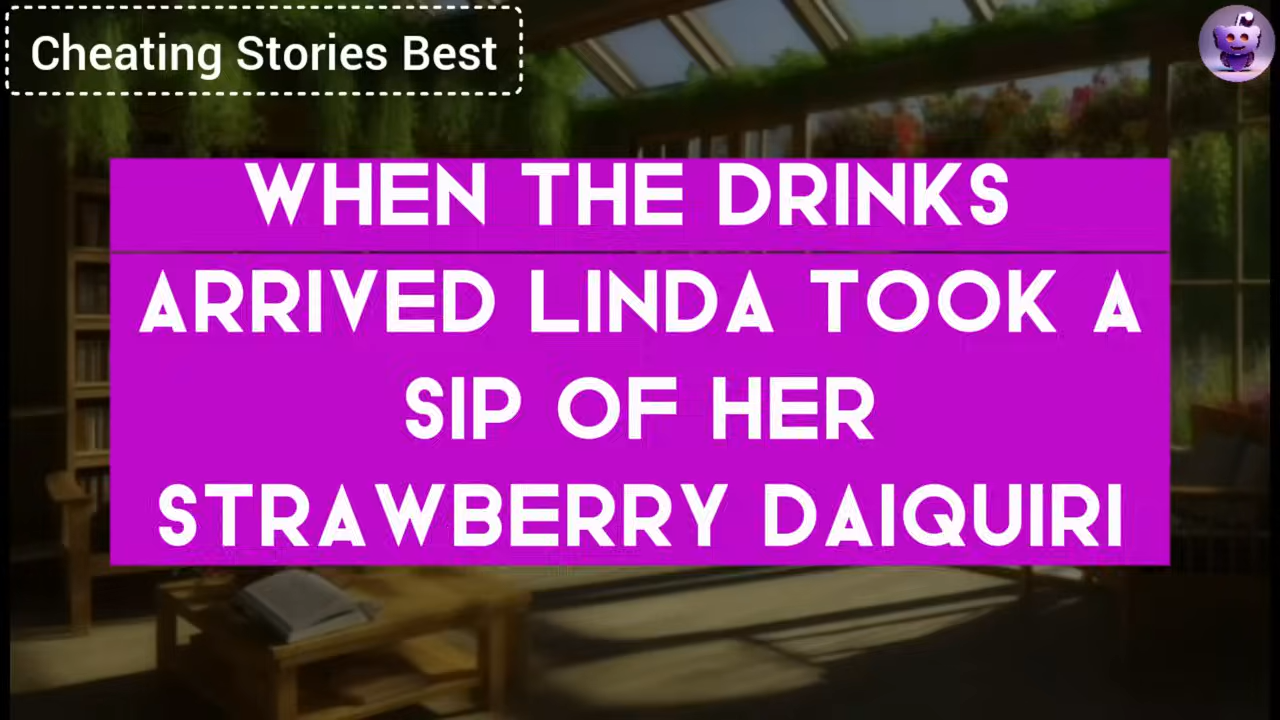 Cheating Stories Best
WHEN THE DRINKS
ARRIVED LINDA TOOK A
SIP OF HER
STRAWBERRY DAIQUIRI